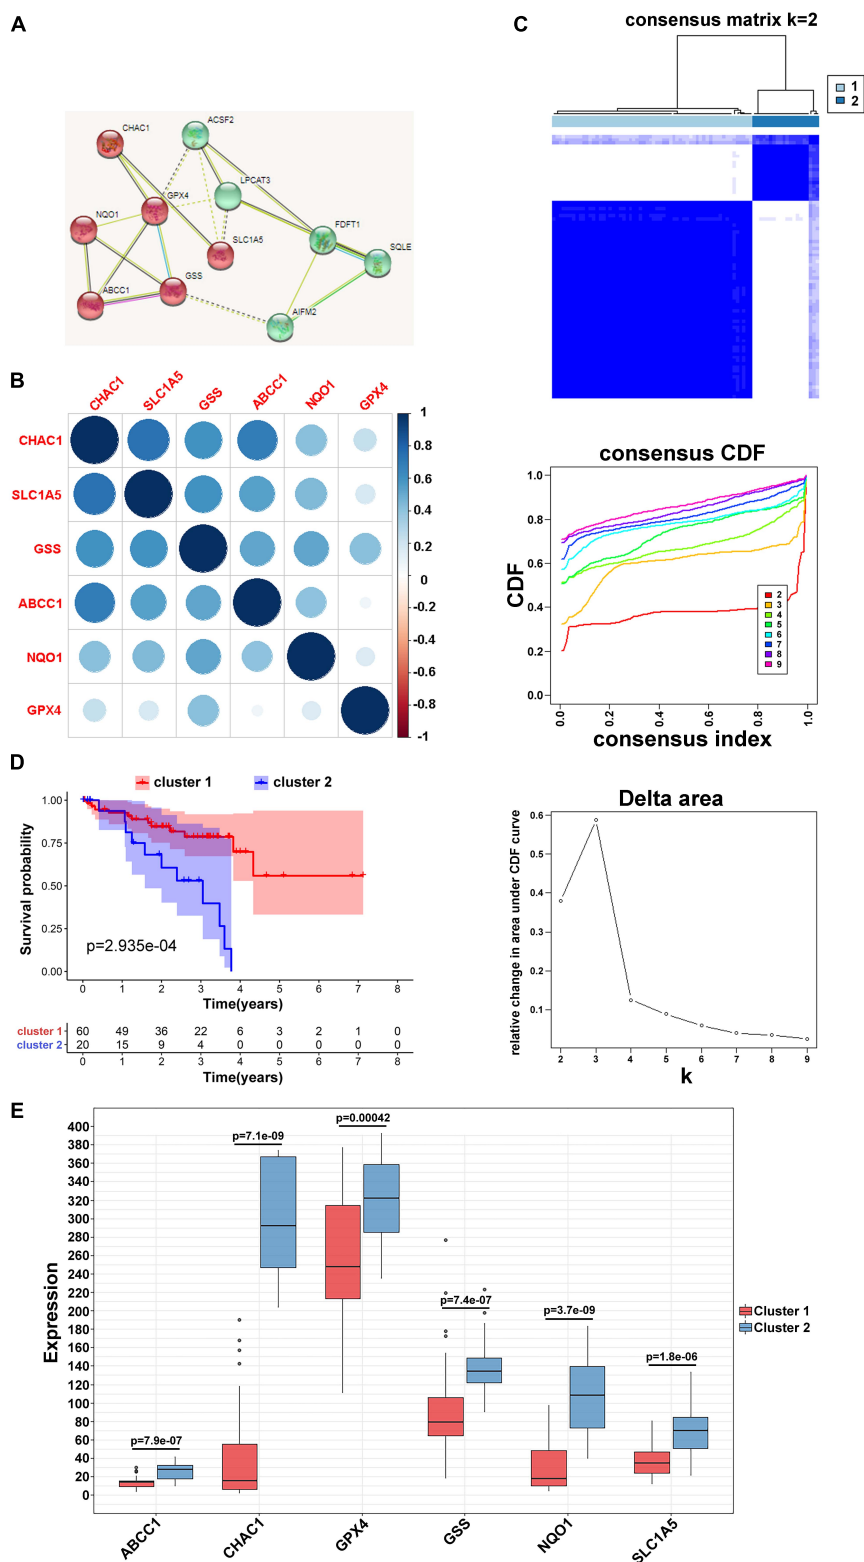 A
CHAC1
ACSF2
LPCAT3
GPX4
NQO1
FDFT1
SLC1A5
SQLE
GSS
ABCC1
AIFM2
B
CHAC1 SLC1A5 GSS ABCC1 NQO1 GPX4
CHAC1
SLC1A5
GSS
ABCC1
NQO1
GPX4
1
0.8
0.6
0.4
0.2
0
-0.2
-0.4
-0.6
-0.8
-1
C
consensus matrix k=2
1
2
consensus CDF
CDF
1.0
0.8
0.6
0.4
0.2
0.0
2
3
4
5
6
7
8
9
0.0 0.2 0.4 0.6 0.8 1.0
consensus index
Delta area
relative change in area under CDF curve
0.6
0.5
0.4
0.3
0.2
0.1
2 3 4 5 6 7 8 9
k
D
cluster 1 cluster 2
Survival probability
1.00
0.75
0.50
0.25
0.00
p=2.935e-04
0 1 2 3 4 5 6 7 8
Time(years)
cluster 1 60 49 36 22 6 3 2 1 0
cluster 2 20 15 9 4 0 0 0 0 0
0 1 2 3 4 5 6 7 8
Time(years)
E
Expression
400
380
360
340
320
300
280
260
240
220
200
180
160
140
120
100
80
60
40
20
0
p=7.9e-07
p=7.1e-09
p=0.00042
p=7.4e-07
p=3.7e-09
p=1.8e-06
Cluster 1
Cluster 2
ABCC1 CHAC1 GPX4 GSS NQO1 SLC1A5